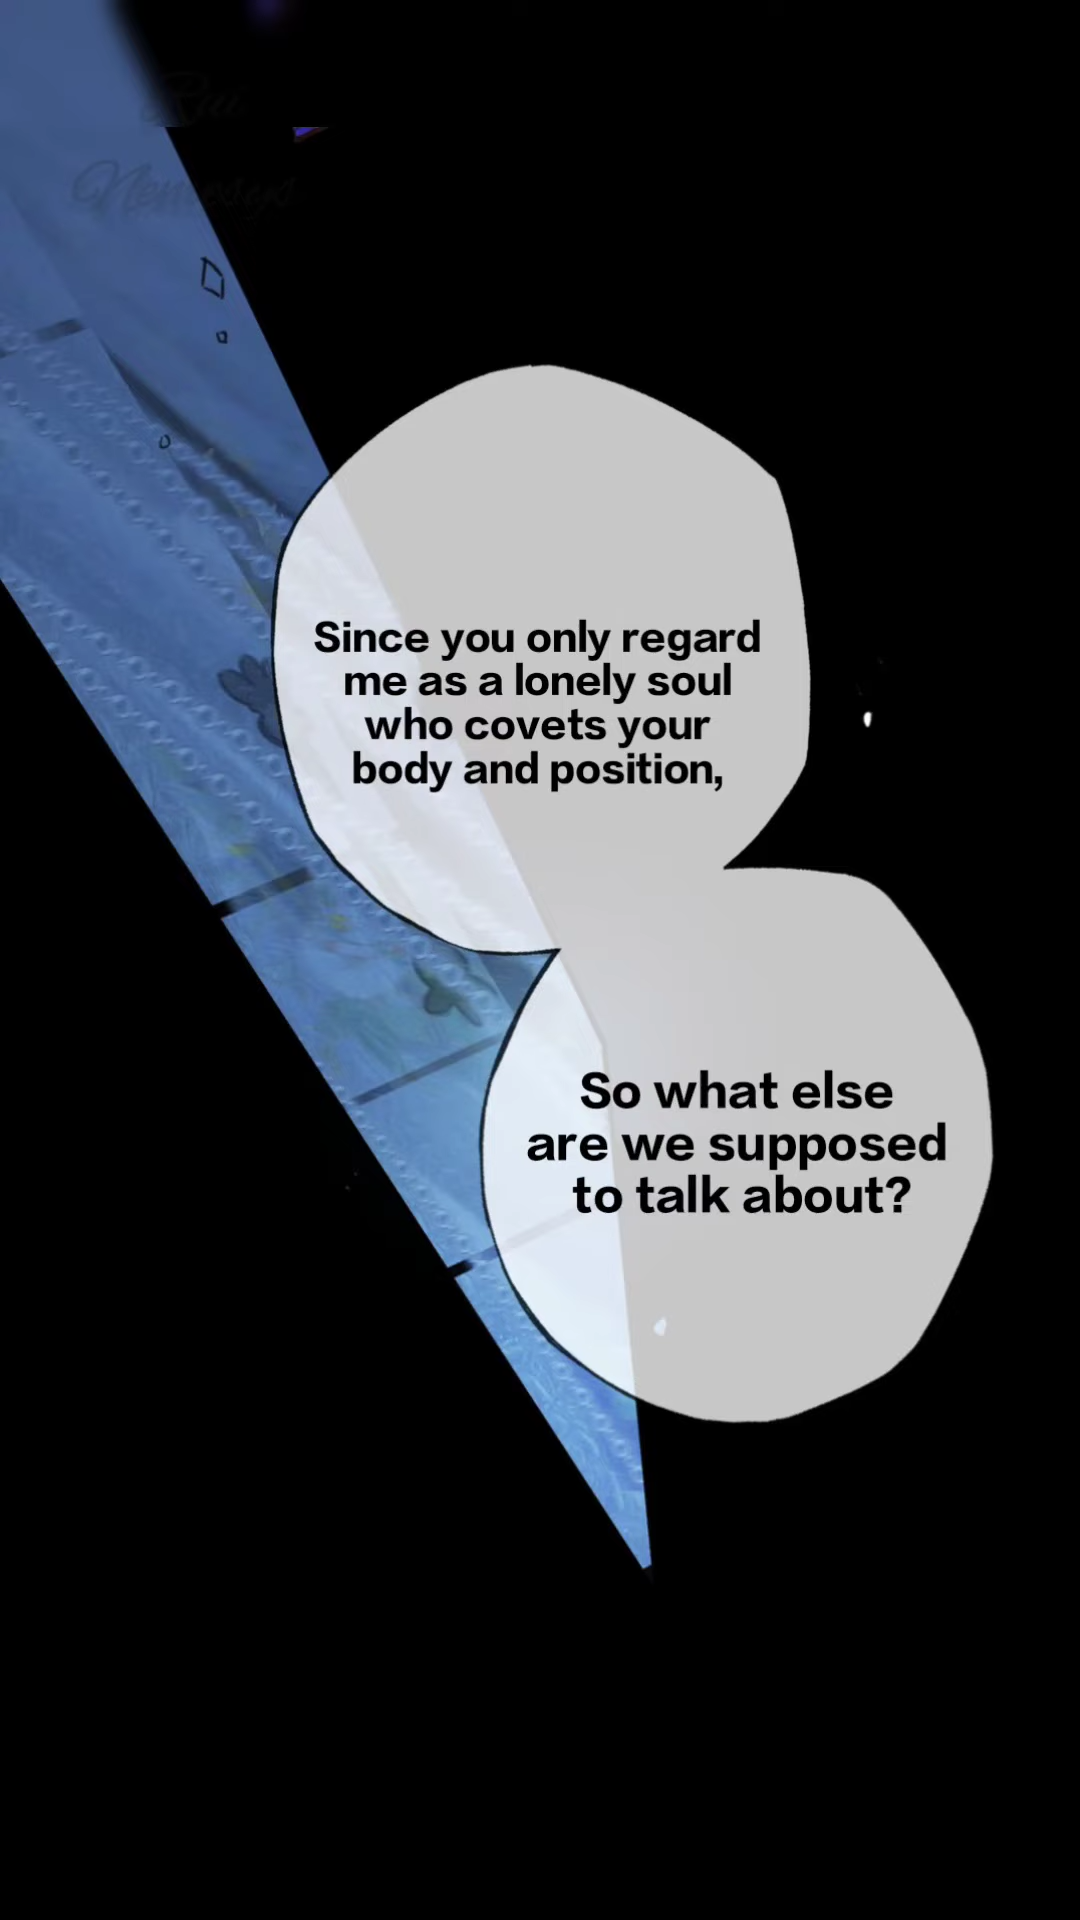 Nemesys
Since you only regard
me as a lonely soul
who covets your
body and position,
So what else
are we supposed
to talk about?